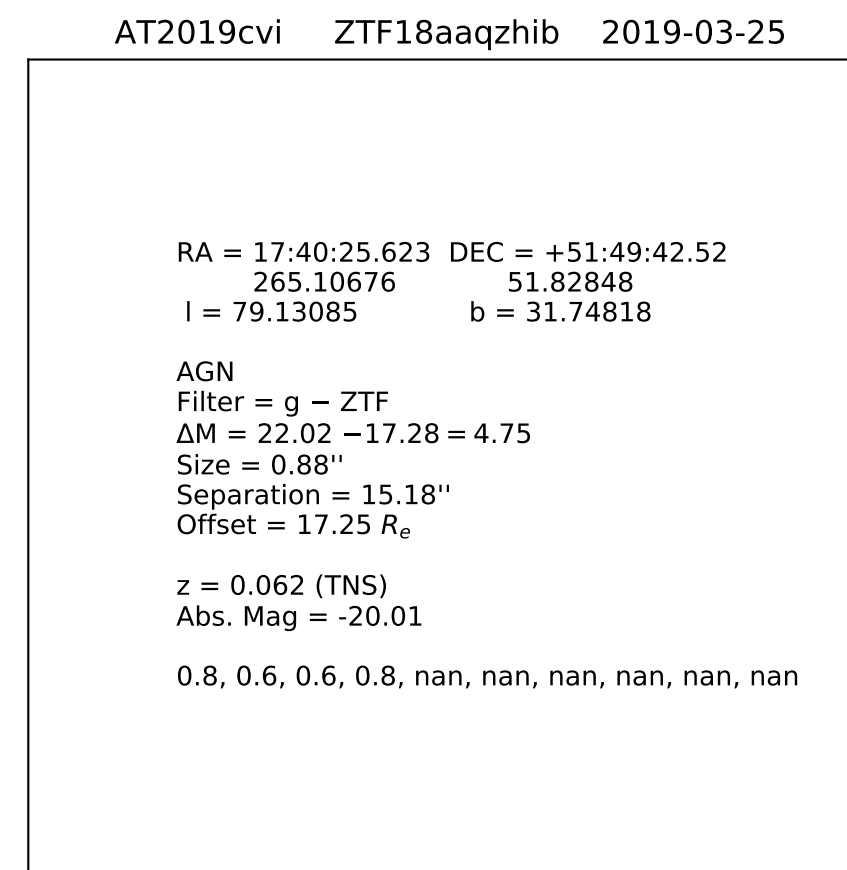 AT2019cvi ZTF18aaqzhib 2019-03-25
RA = 17:40:25.623 DEC = +51:49:42.52
265.10676 51.82848
l = 79.13085 b = 31.74818
AGN
Filter = g − ZTF
ΔM = 22.02 −17.28 = 4.75
Size = 0.88''
Separation = 15.18''
Offset = 17.25 Re
z = 0.062 (TNS)
Abs. Mag = -20.01
0.8, 0.6, 0.6, 0.8, nan, nan, nan, nan, nan, nan